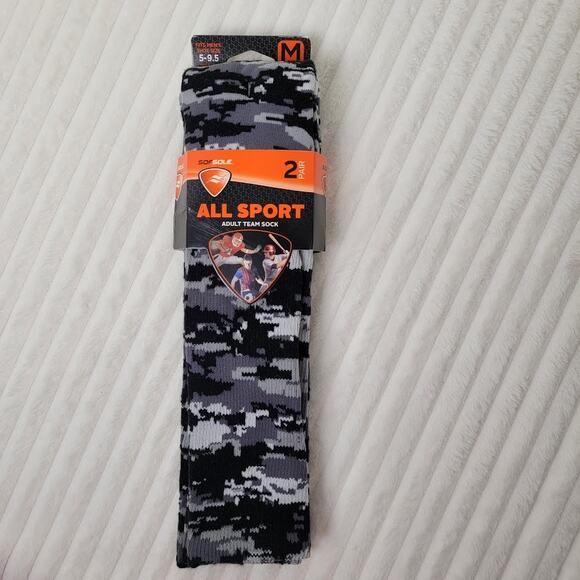 FITS MEN'S
SHOE SIZE
5-9.5
M
SOFSOLE.
2
PAIR
ALL SPORT
ADULT TEAM SOCK